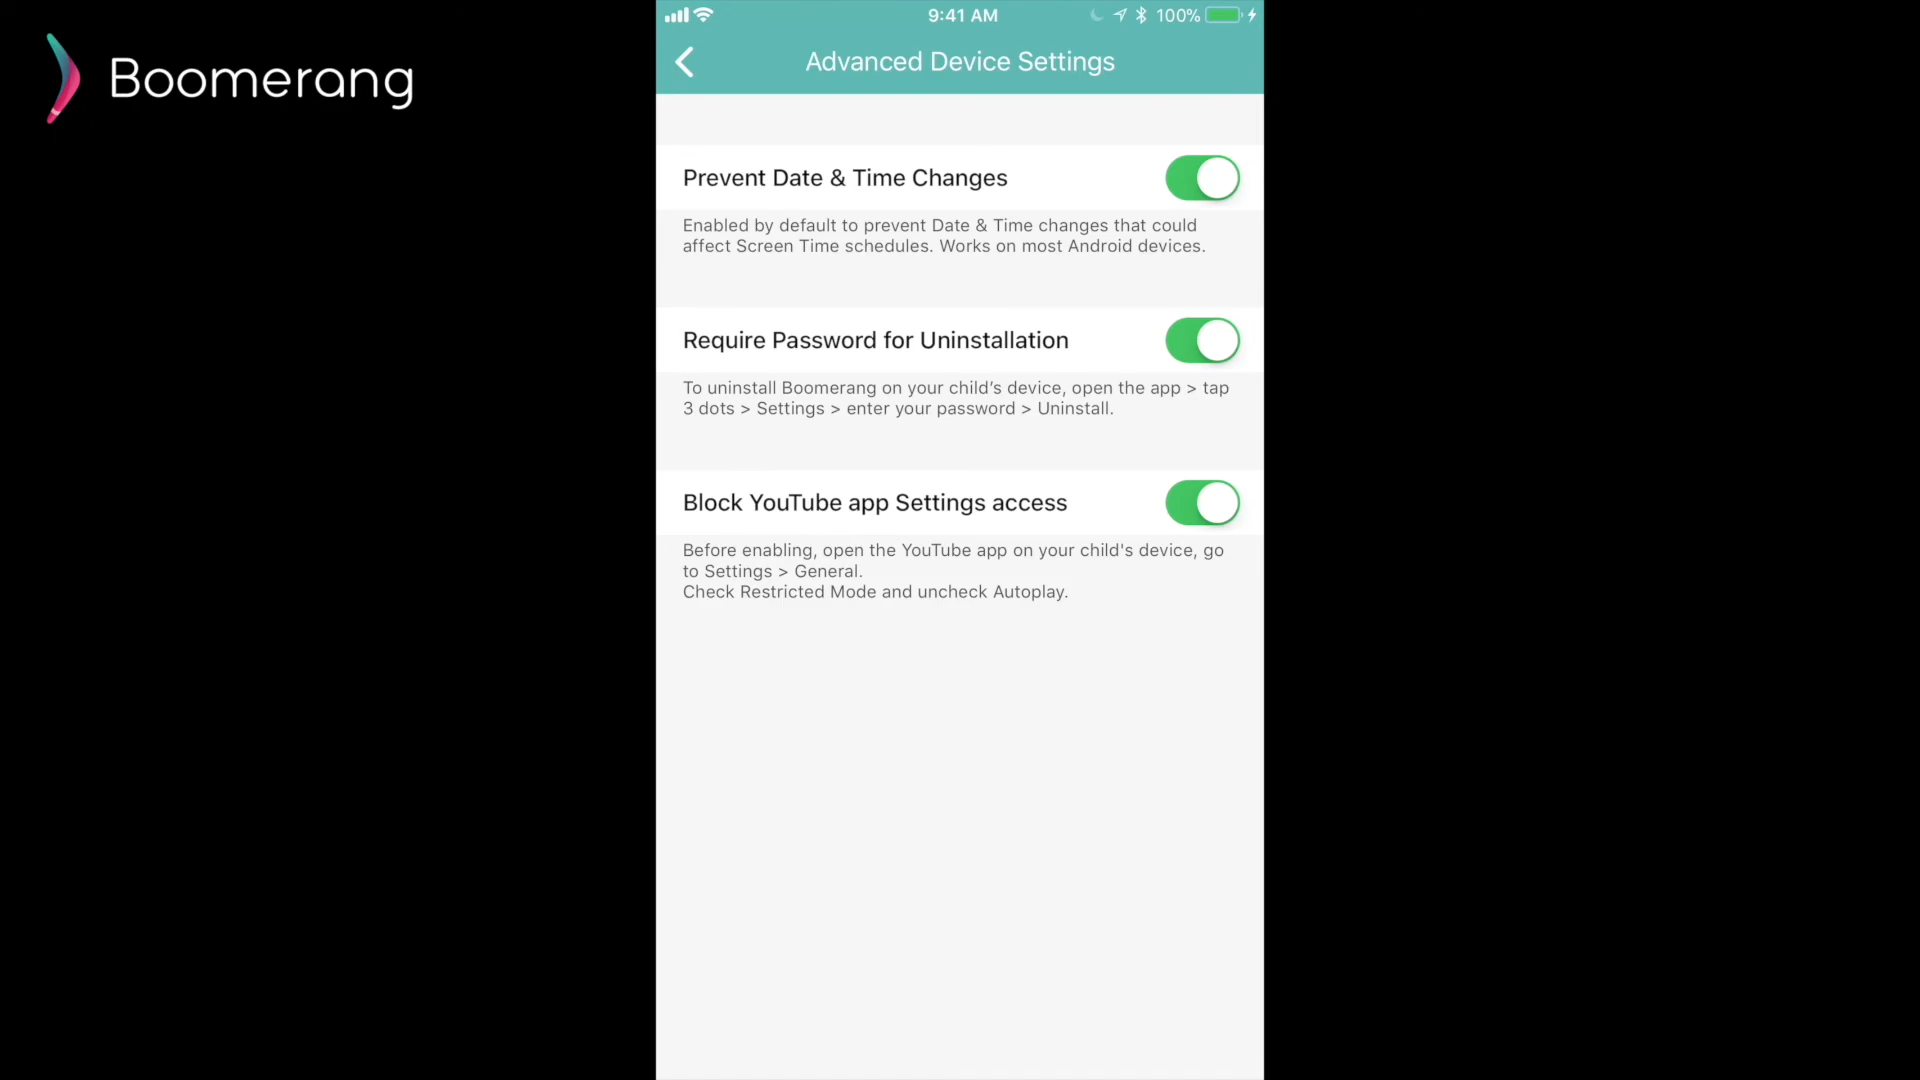 Boomerang
9:41 AM
100%
Advanced Device Settings
Prevent Date & Time Changes
Enabled by default to prevent Date & Time changes that could
affect Screen Time schedules. Works on most Android devices.
Require Password for Uninstallation
To uninstall Boomerang on your child’s device, open the app > tap
3 dots > Settings > enter your password > Uninstall.
Block YouTube app Settings access
Before enabling, open the YouTube app on your child's device, go
to Settings > General.
Check Restricted Mode and uncheck Autoplay.